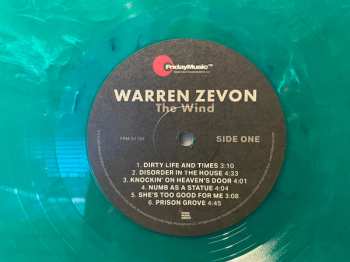 FridayMusic™
WARREN ZEVON
The Wind
SIDE ONE
1. DIRTY LIFE AND TIMES 3:10
2. DISORDER IN THE HOUSE 4:33
3. KNOCKIN' ON HEAVEN'S DOOR 4:01
4. NUMB AS A STATUE 4:04
5. SHE'S TOO GOOD FOR ME 3:08
6. PRISON GROVE 4:45